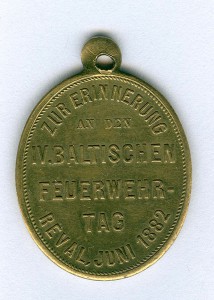 ZUR ERINNERUNG
AN DEN
IV. BALTISCHEN
FEUERWEHR-
TAG
REVAL, JUNI 1882